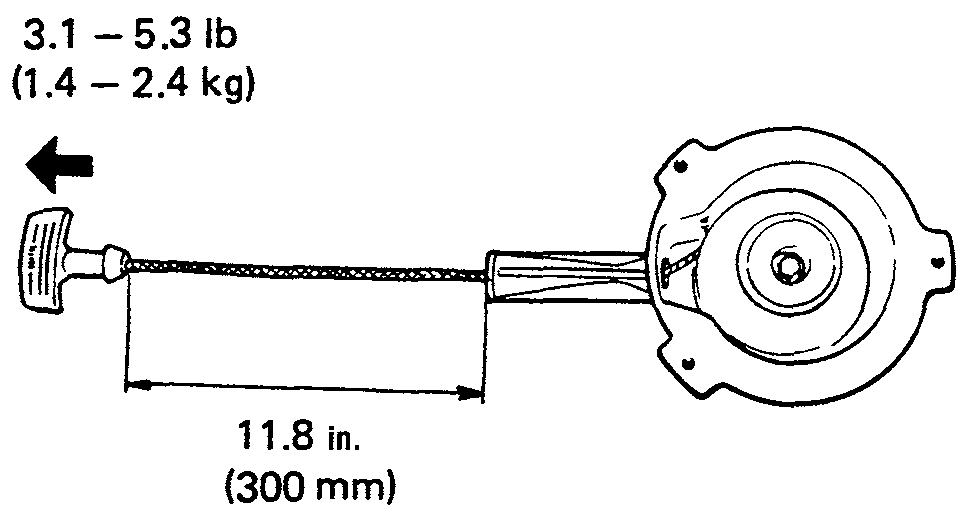 3.1 – 5.3 lb
(1.4 – 2.4 kg)
11.8 in.
(300 mm)